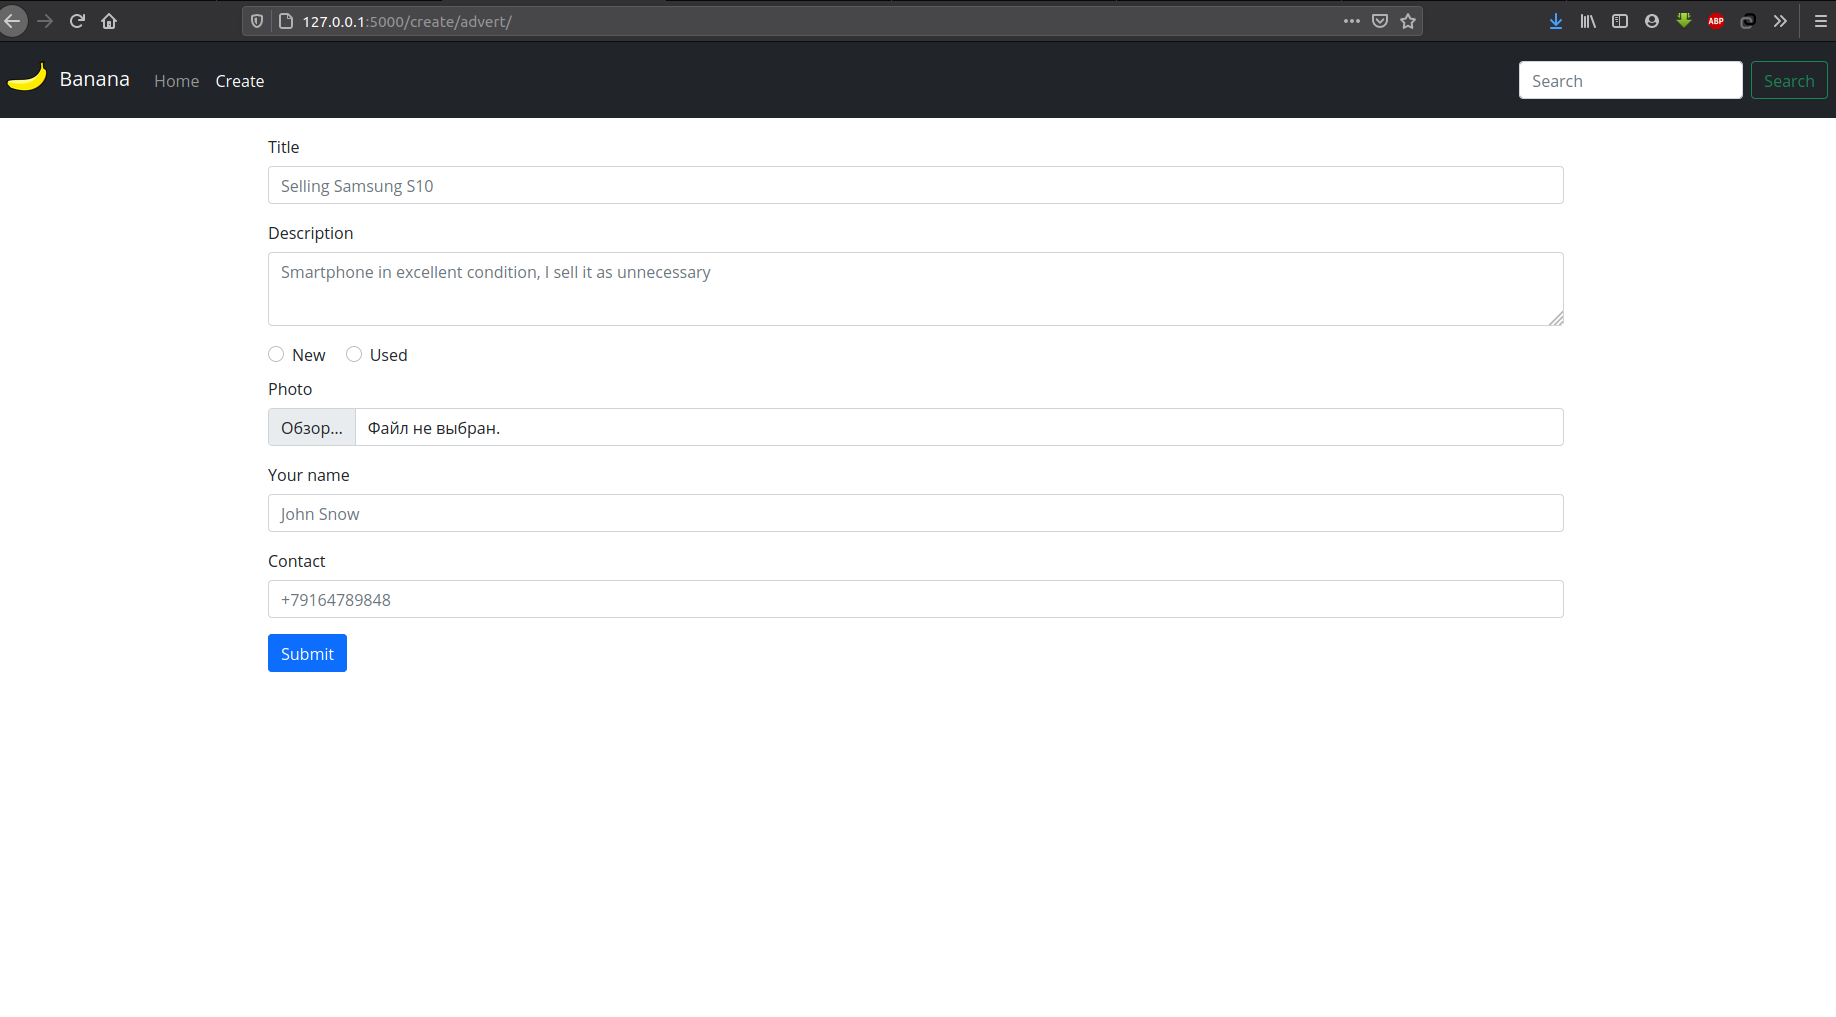 127.0.0.1:5000/create/advert/
ABP
Banana Home Create Search Search
Title
Selling Samsung S10
Description
Smartphone in excellent condition, I sell it as unnecessary
New Used
Photo
Обзор... Файл не выбран.
Your name
John Snow
Contact
+79164789848
Submit